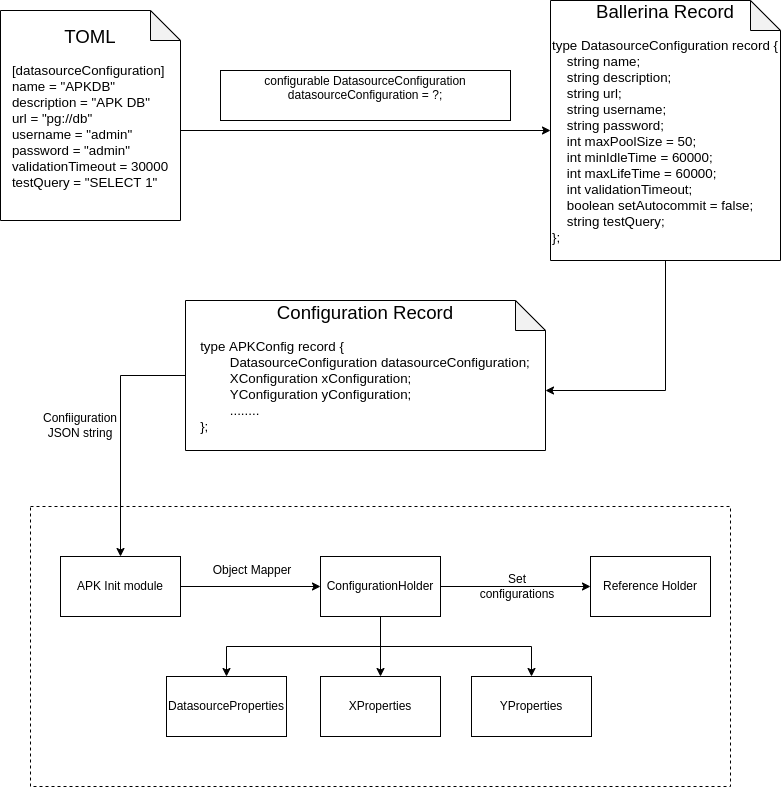 TOML
[datasourceConfiguration]
name = "APKDB"
description = "APK DB"
url = "pg://db"
username = "admin"
password = "admin"
validationTimeout = 30000
testQuery = "SELECT 1"
configurable DatasourceConfiguration
datasourceConfiguration = ?;
Ballerina Record
type DatasourceConfiguration record {
string name;
string description;
string url;
string username;
string password;
int maxPoolSize = 50;
int minIdleTime = 60000;
int maxLifeTime = 60000;
int validationTimeout;
boolean setAutocommit = false;
string testQuery;
};
Configuration Record
type APKConfig record {
DatasourceConfiguration datasourceConfiguration;
XConfiguration xConfiguration;
YConfiguration yConfiguration;
........
};
Confiiguration
JSON string
APK Init module
Object Mapper
ConfigurationHolder
Set
configurations
Reference Holder
DatasourceProperties
XProperties
YProperties